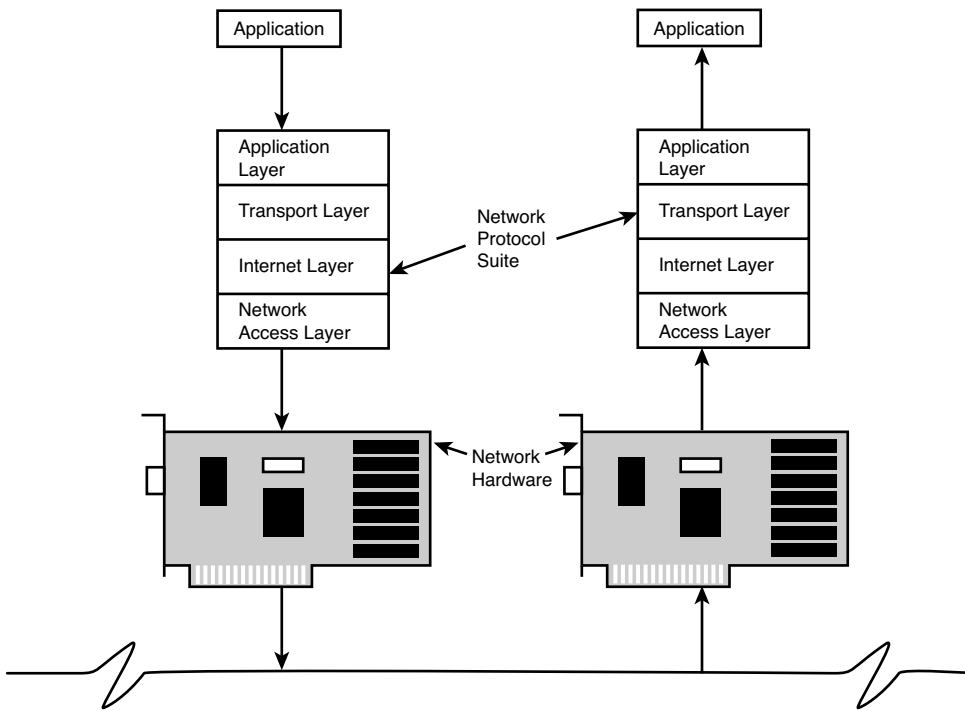 Application
Application
Application
Layer
Transport Layer
Internet Layer
Network
Access Layer
Network
Protocol
Suite
Application
Layer
Transport Layer
Internet Layer
Network
Access Layer
Network
Hardware